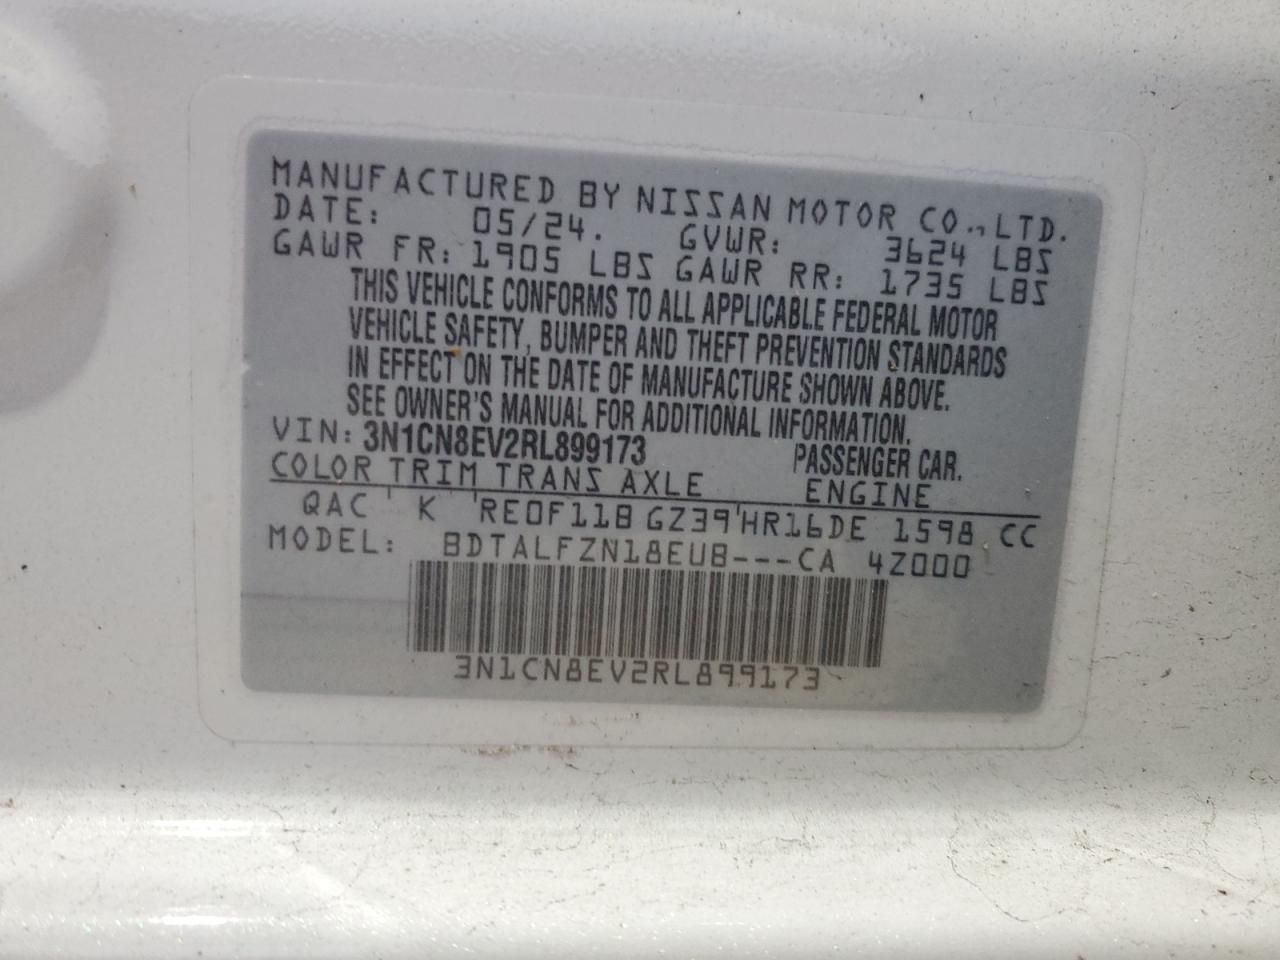 MANUFACTURED BY NISSAN MOTOR CO., LTD.
DATE: 05/24. GVWR: 3624 LBS
GAWR FR: 1905 LBS GAWR RR: 1735 LBS
THIS VEHICLE CONFORMS TO ALL APPLICABLE FEDERAL MOTOR
VEHICLE SAFETY, BUMPER AND THEFT PREVENTION STANDARDS
IN EFFECT ON THE DATE OF MANUFACTURE SHOWN ABOVE.
SEE OWNER'S MANUAL FOR ADDITIONAL INFORMATION.
VIN: 3N1CN8EV2RL899173 PASSENGER CAR.
COLOR TRIM TRANS AXLE ENGINE
QAC ' K ' RE0F11B GZ39 ' HR16DE 1598 CC
MODEL: BDTALFZN18EUB---CA 4Z000
3N1CN8EV2RL899173